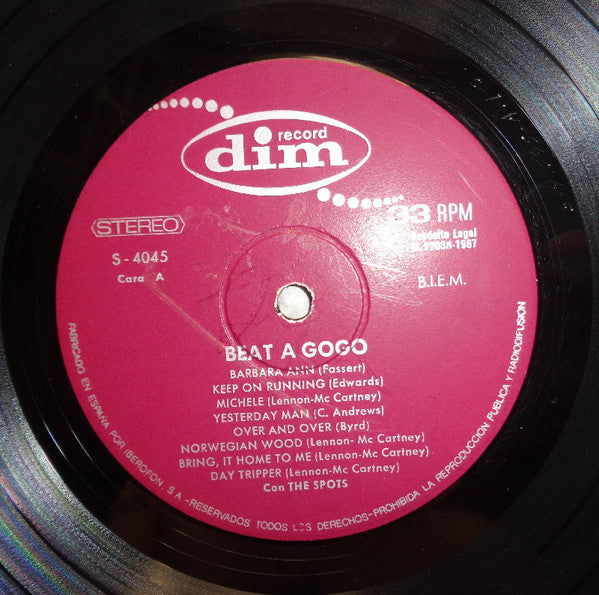 record
dim
STEREO
33 RPM
Depósito Legal
S - 4045
Cara A
B.I.E.M.
BEAT A GOGO
BARBARA ANN (Fassert)
KEEP ON RUNNING (Edwards)
MICHELE (Lennon-Mc Cartney)
YESTERDAY MAN (C. Andrews)
OVER AND OVER (Byrd)
NORWEGIAN WOOD (Lennon- Mc Cartney)
BRING, IT HOME TO ME (Lennon-Mc Cartney)
DAY TRIPPER (Lennon-Mc Cartney)
Con THE SPOTS
FABRICADO EN ESPAÑA POR IBEROFON S A -RESERVADOS TODOS LOS DERECHOS-PROHIBIDA LA REPRODUCCION PUBLICA Y RADIODIFUSION